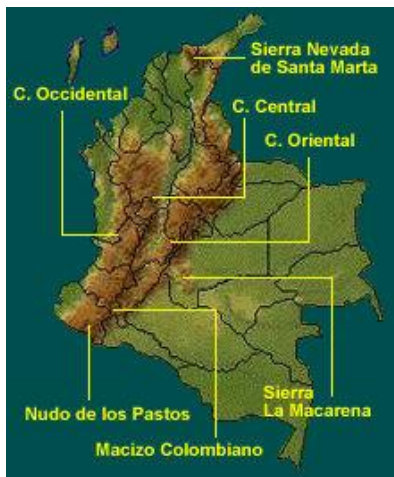 Sierra Nevada
de Santa Marta
C. Occidental
C. Central
C. Oriental
Sierra
La Macarena
Nudo de los Pastos
Macizo Colombiano